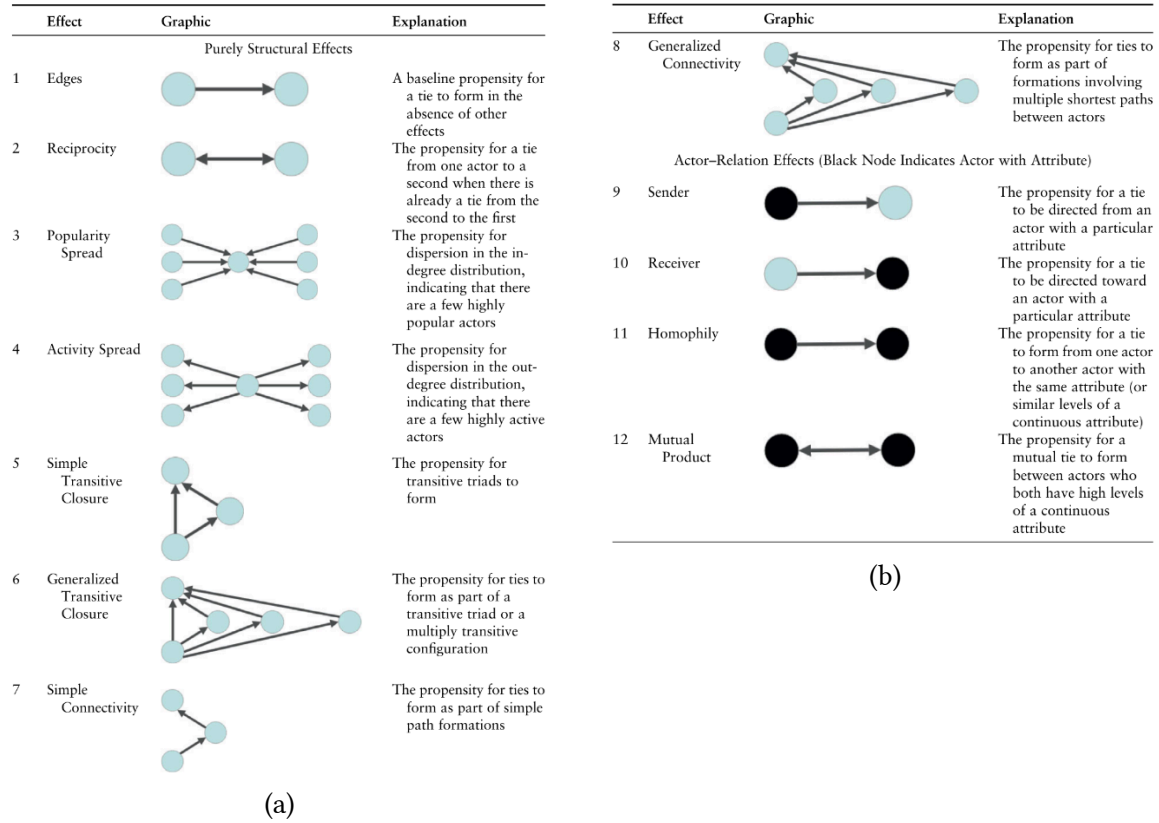 Effect Graphic Explanation
Purely Structural Effects
1 Edges A baseline propensity for
a tie to form in the
absence of other
effects
2 Reciprocity The propensity for a tie
from one actor to a
second when there is
already a tie from the
second to the first
3 Popularity The propensity for
Spread dispersion in the in-
degree distribution,
indicating that there
are a few highly
popular actors
4 Activity Spread The propensity for
dispersion in the out-
degree distribution,
indicating that there
are a few highly active
actors
5 Simple The propensity for
Transitive transitive triads to
Closure form
6 Generalized The propensity for ties to
Transitive form as part of a
Closure transitive triad or a
multiply transitive
configuration
7 Simple The propensity for ties to
Connectivity form as part of simple
path formations
(a)
Effect Graphic Explanation
8 Generalized The propensity for ties to
Connectivity form as part of
formations involving
multiple shortest paths
between actors
Actor–Relation Effects (Black Node Indicates Actor with Attribute)
9 Sender The propensity for a tie
to be directed from an
actor with a particular
attribute
10 Receiver The propensity for a tie
to be directed toward
an actor with a
particular attribute
11 Homophily The propensity for a tie
to form from one actor
to another actor with
the same attribute (or
similar levels of a
continuous attribute)
12 Mutual The propensity for a
Product mutual tie to form
between actors who
both have high levels
of a continuous
attribute
(b)